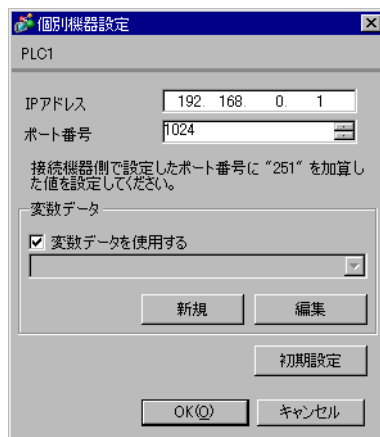 個別機器設定
PLC1
IPアドレス 192. 168. 0. 1
ポート番号 1024
接続機器側で設定したポート番号に "251" を加算し
た値を設定してください。
変数データ
変数データを使用する
新規 編集
初期設定
OK(O) キャンセル